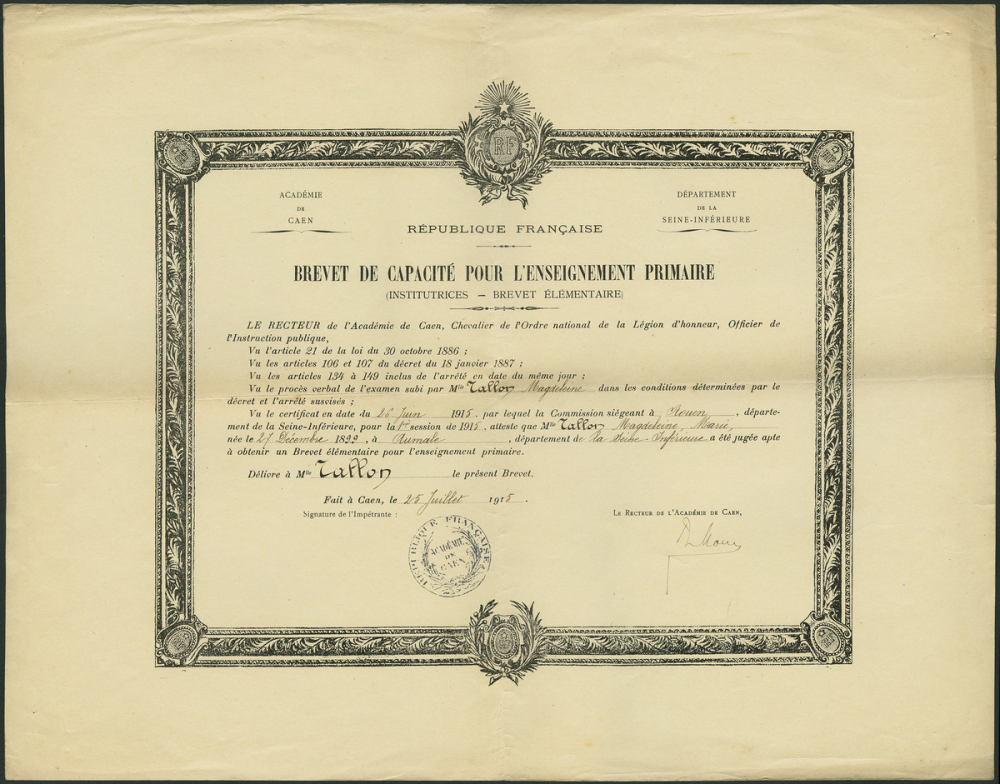 RF
ACADÉMIE
DE
CAEN
DÉPARTEMENT
DE LA
SEINE-INFÉRIEURE
RÉPUBLIQUE FRANÇAISE
BREVET DE CAPACITÉ POUR L'ENSEIGNEMENT PRIMAIRE
(INSTITUTRICES – BREVET ÉLÉMENTAIRE)
LE RECTEUR de l'Académie de Caen, Chevalier de l'Ordre national de la Légion d'honneur, Officier de
l'Instruction publique,
Vu l'article 21 de la loi du 30 octobre 1886 ;
Vu les articles 106 et 107 du décret du 18 janvier 1887 ;
Vu les articles 134 à 149 inclus de l'arrêté en date du même jour ;
Vu le procès verbal de l'examen subi par Mlle Tallon Magdeleine dans les conditions déterminées par le
décret et l'arrêté susvisés ;
Vu le certificat en date du 26 Juin 1915, par lequel la Commission siégeant à Rouen, départe-
ment de la Seine-Inférieure, pour la 1re session de 1915, atteste que Mlle Tallon Magdeleine, Marie,
née le 27 Décembre 1899, à Aumale, département de la Seine Inférieure a été jugée apte
à obtenir un Brevet élémentaire pour l'enseignement primaire.
Délivre à Mlle Tallon le présent Brevet.
Fait à Caen, le 25 Juillet 1915.
Signature de l'Impétrante :
LE RECTEUR DE L'ACADÉMIE DE CAEN,
RÉPUBLIQUE FRANÇAISE
ACADÉMIE
DE
CAEN